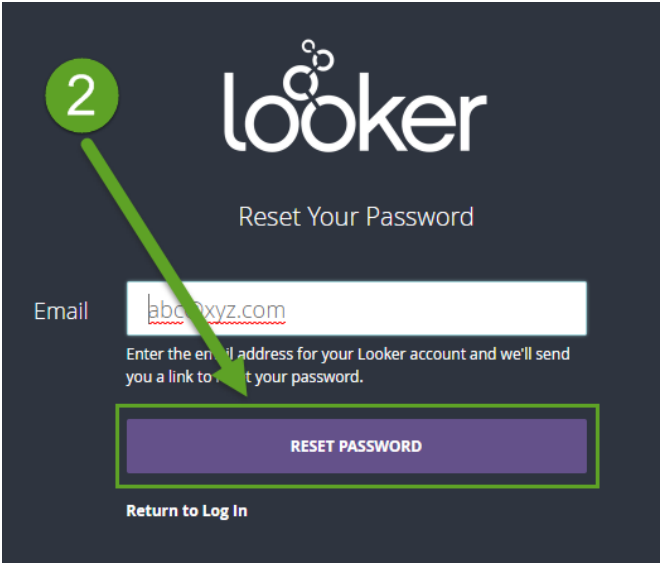 2
looker
Reset Your Password
Email
abc@xyz.com
Enter the email address for your Looker account and we'll send
you a link to your password.
RESET PASSWORD
Return to Log In